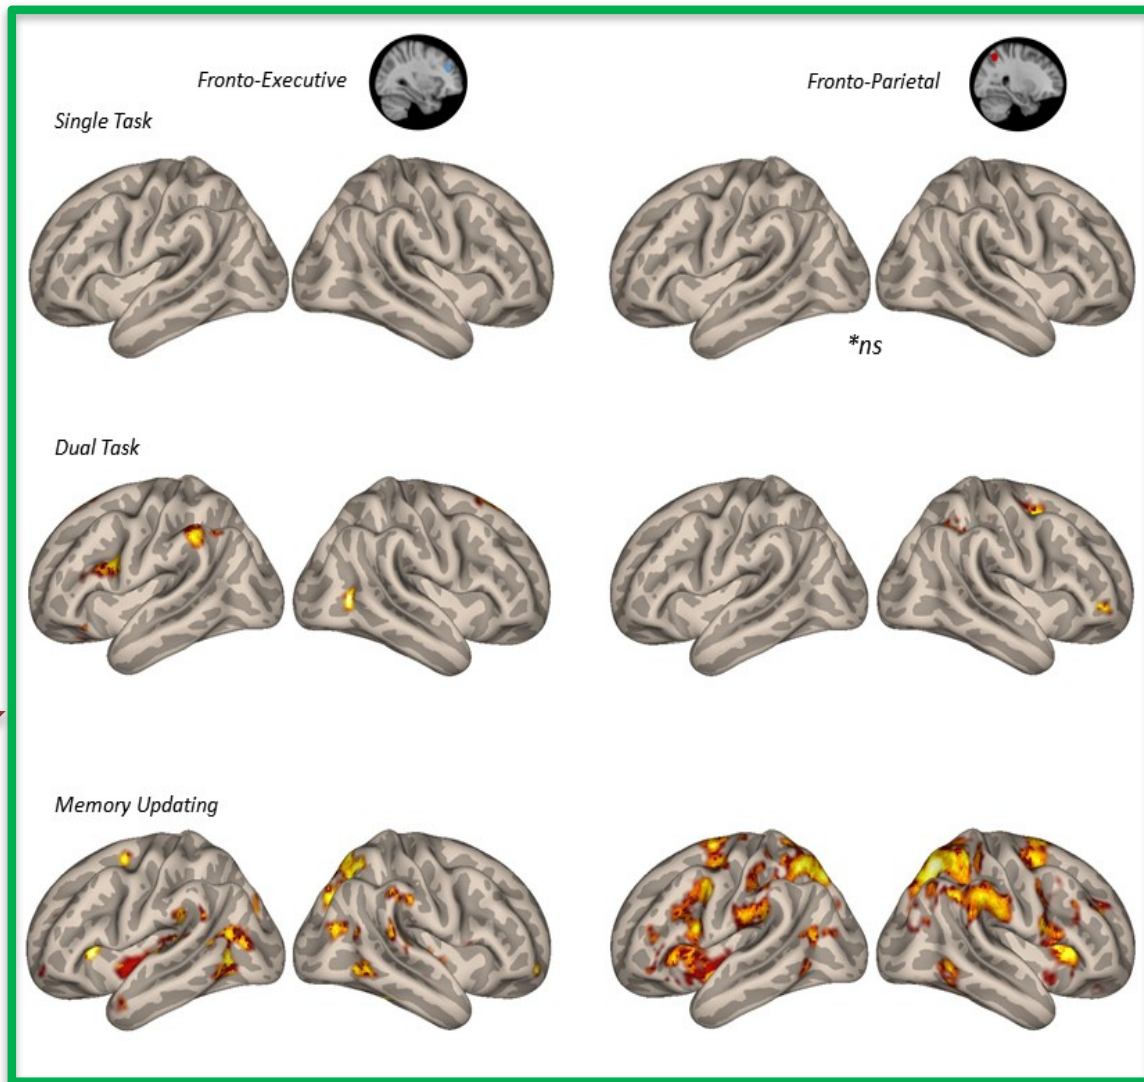 Fronto-Executive
Fronto-Parietal
Single Task
*ns
Dual Task
Memory Updating